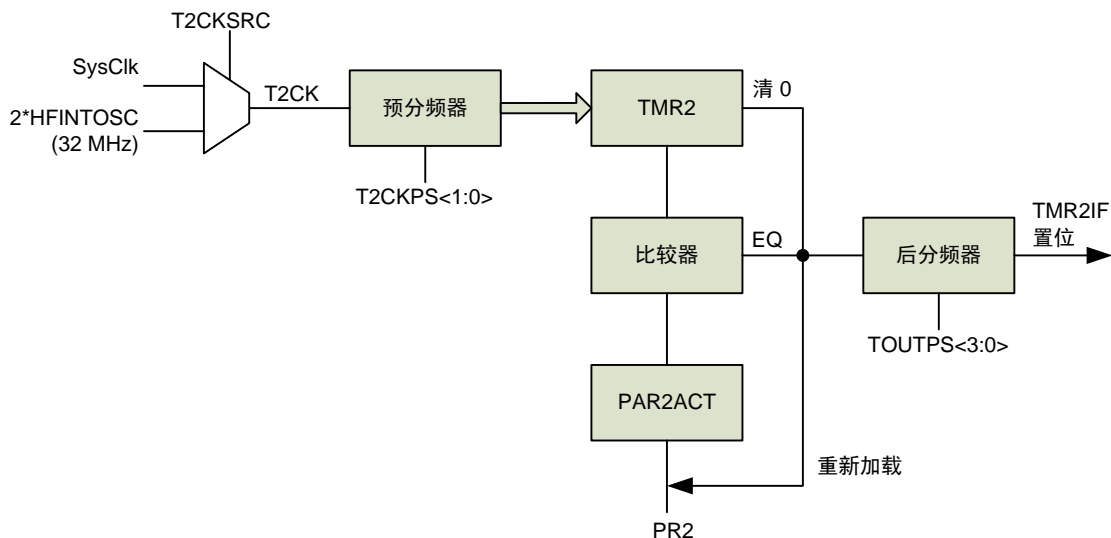 T2CKSRC
SysClk
2*HFINTOSC
(32 MHz)
T2CK
预分频器
T2CKPS<1:0>
TMR2
清 0
比较器
EQ
后分频器
TMR2IF
置位
TOUTPS<3:0>
PAR2ACT
重新加载
PR2